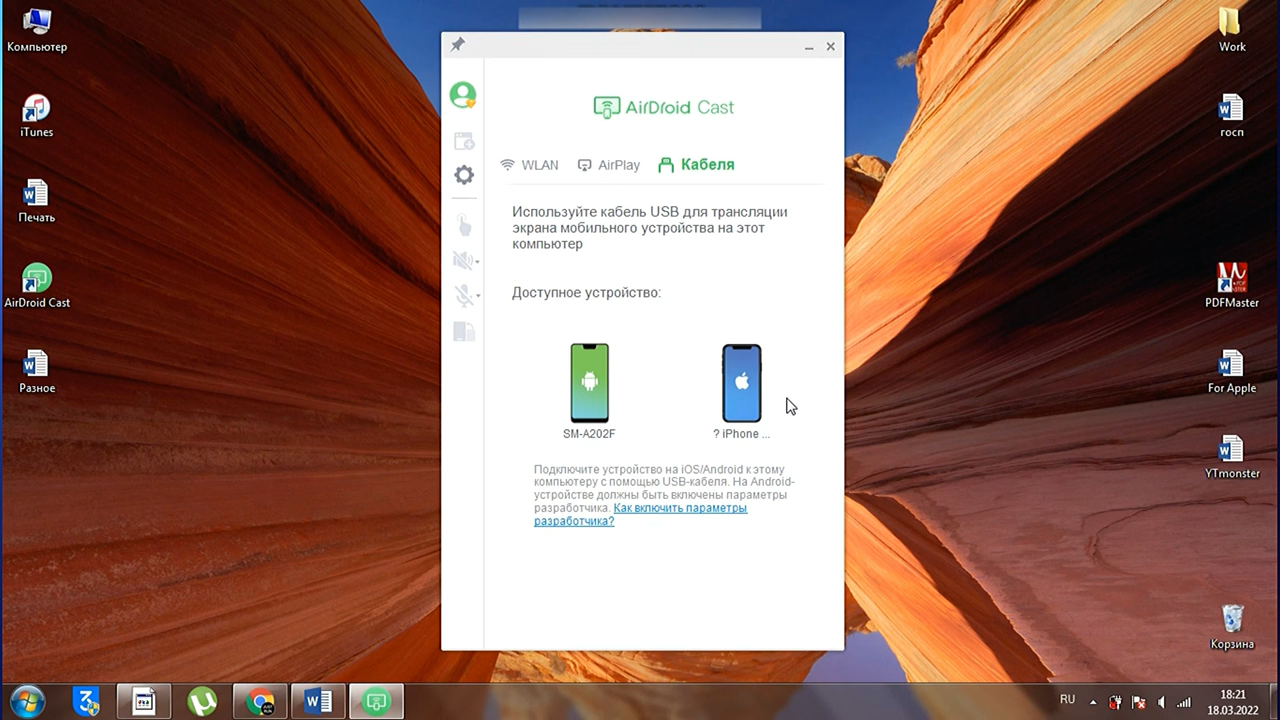 Компьютер
iTunes
Печать
AirDroid Cast
Разное
AirDroid Cast
WLAN
AirPlay
Кабеля
Используйте кабель USB для трансляции
экрана мобильного устройства на этот
компьютер
Доступное устройство:
SM-A202F
? iPhone ...
Подключите устройство на iOS/Android к этому
компьютеру с помощью USB-кабеля. На Android-
устройстве должны быть включены параметры
разработчика. Как включить параметры
разработчика?
Work
госп
PDFMaster
For Apple
YTmonster
Корзина
RU
18:21
18.03.2022